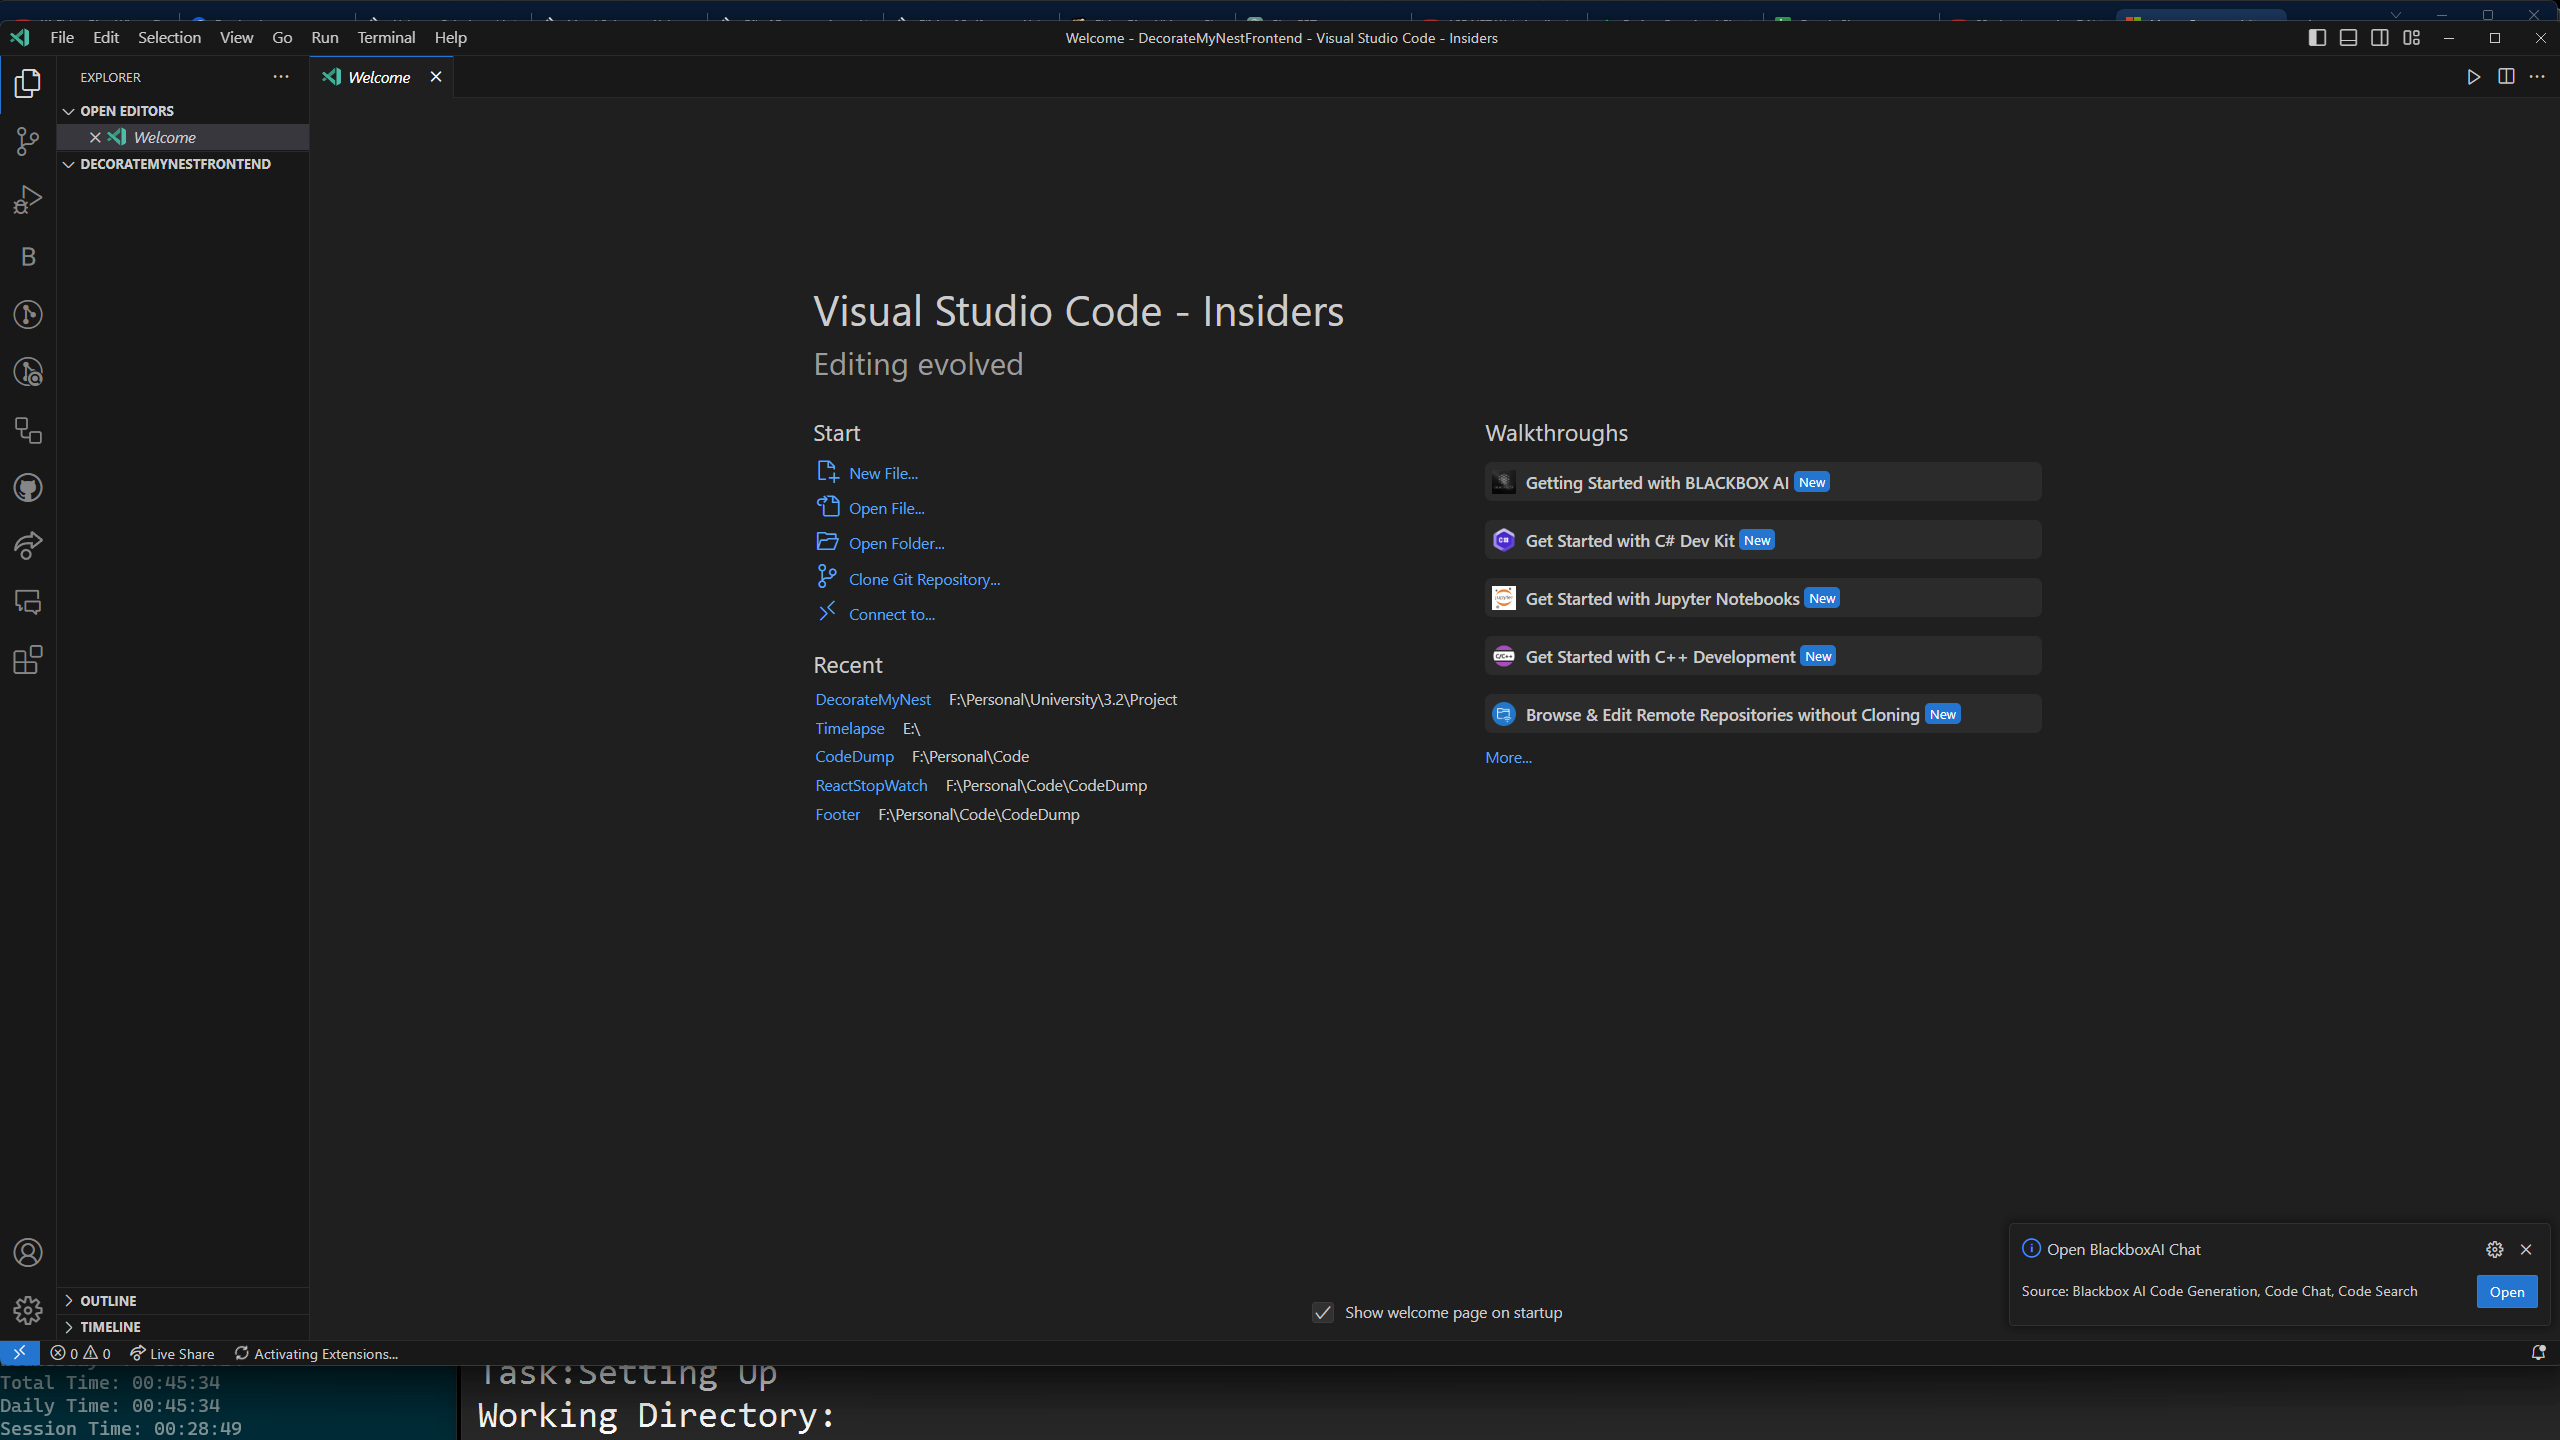 File Edit Selection View Go Run Terminal Help
Welcome - DecorateMyNestFrontend - Visual Studio Code - Insiders
EXPLORER
Welcome
OPEN EDITORS
Welcome
DECORATEMYNESTFRONTEND
B
Visual Studio Code - Insiders
Editing evolved
Start
New File...
Open File...
Open Folder...
Clone Git Repository...
Connect to...
Recent
DecorateMyNest F:\Personal\University\3.2\Project
Timelapse E:\
CodeDump F:\Personal\Code
ReactStopWatch F:\Personal\Code\CodeDump
Footer F:\Personal\Code\CodeDump
Walkthroughs
Getting Started with BLACKBOX AI New
Get Started with C# Dev Kit New
Get Started with Jupyter Notebooks New
Get Started with C++ Development New
Browse & Edit Remote Repositories without Cloning New
More...
Open BlackboxAI Chat
Source: Blackbox AI Code Generation, Code Chat, Code Search
Open
Show welcome page on startup
OUTLINE
TIMELINE
0 0 Live Share Activating Extensions...
Total Time: 00:45:34
Daily Time: 00:45:34
Session Time: 00:28:49
Task:Setting Up
Working Directory: